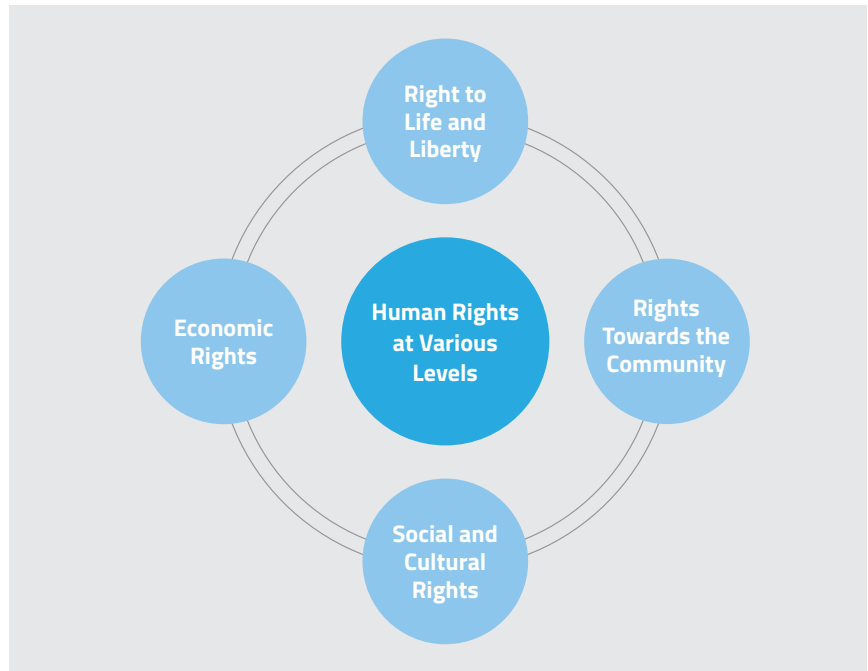 Right to
Life and
Liberty
Economic
Rights
Human Rights
at Various
Levels
Rights
Towards the
Community
Social and
Cultural
Rights